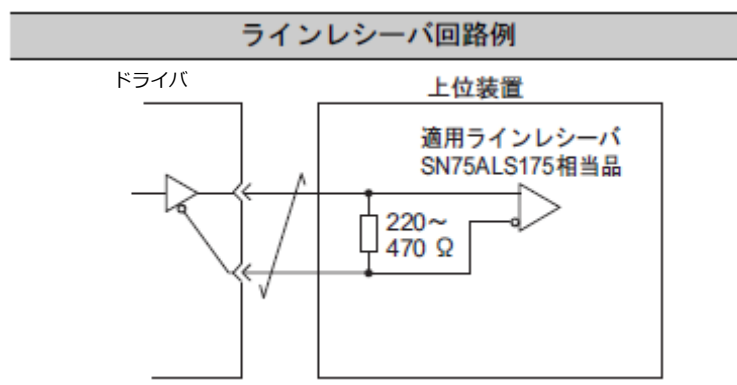 ラインレシーバ回路例
ドライバ
上位装置
適用ラインレシーバ
SN75ALS175相当品
220～
470 Ω